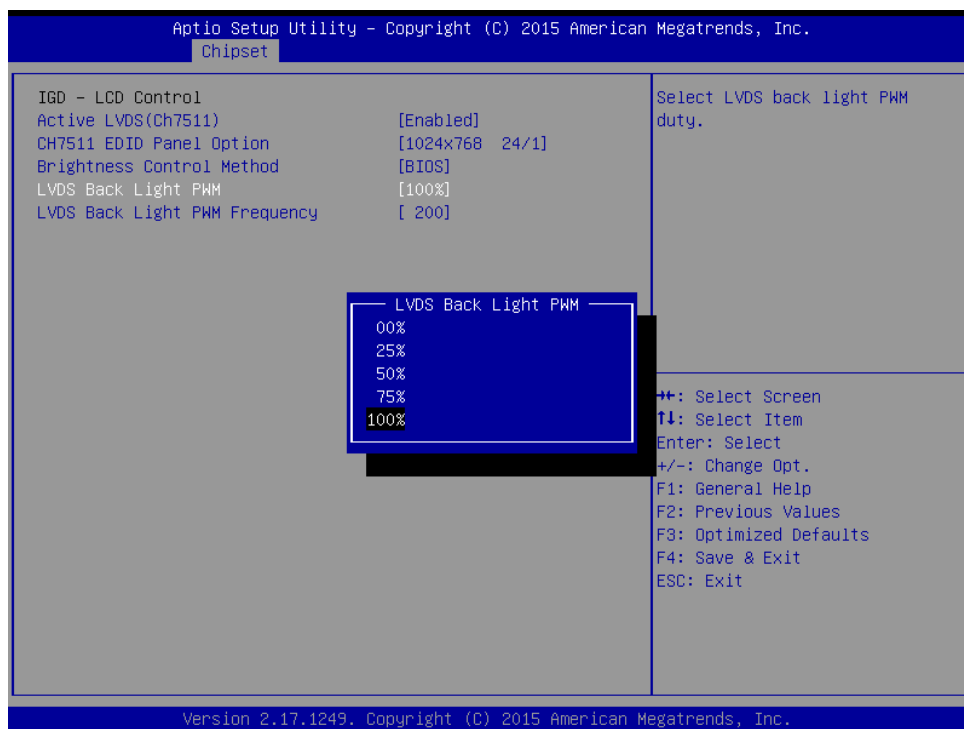 Aptio Setup Utility – Copyright (C) 2015 American Megatrends, Inc.
Chipset
IGD – LCD Control
Active LVDS(Ch7511) [Enabled]
CH7511 EDID Panel Option [1024x768 24/1]
Brightness Control Method [BIOS]
LVDS Back Light PWM [100%]
LVDS Back Light PWM Frequency [ 200]
Select LVDS back light PWM
duty.
LVDS Back Light PWM
00%
25%
50%
75%
100%
→←: Select Screen
↑↓: Select Item
Enter: Select
+/-: Change Opt.
F1: General Help
F2: Previous Values
F3: Optimized Defaults
F4: Save & Exit
ESC: Exit
Version 2.17.1249. Copyright (C) 2015 American Megatrends, Inc.